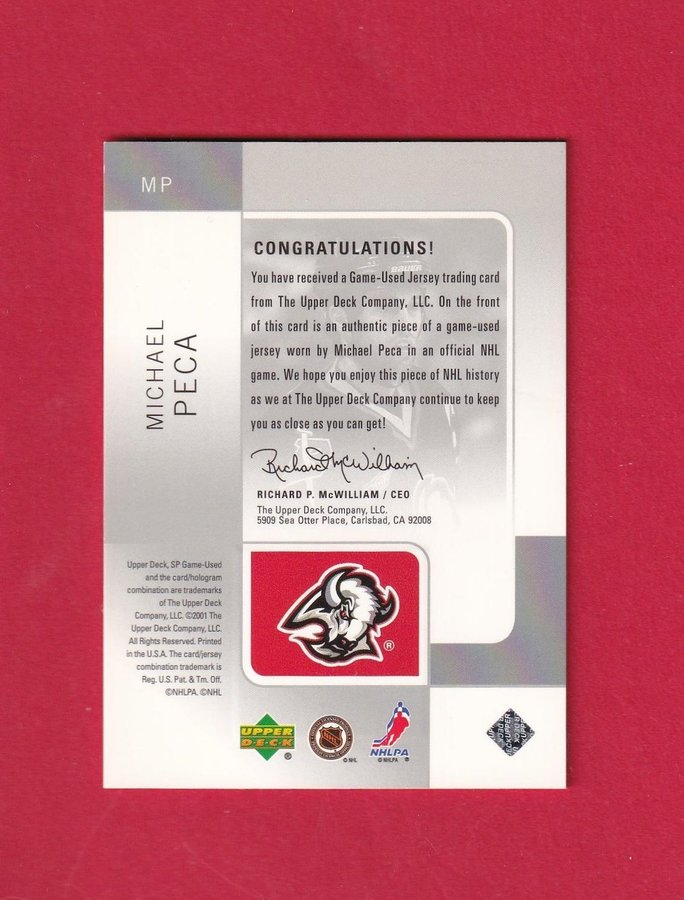 MP
MICHAEL
PECA
CONGRATULATIONS!
You have received a Game-Used Jersey trading card
from The Upper Deck Company, LLC. On the front
of this card is an authentic piece of a game-used
jersey worn by Michael Peca in an official NHL
game. We hope you enjoy this piece of NHL history
as we at The Upper Deck Company continue to keep
you as close as you can get!
Richard McWilliam
RICHARD P. McWILLIAM / CEO
The Upper Deck Company, LLC.
5909 Sea Otter Place, Carlsbad, CA 92008
BAUER
Upper Deck, SP Game-Used
and the card/hologram
combination are trademarks
of The Upper Deck
Company, LLC. ©2001 The
Upper Deck Company, LLC.
All Rights Reserved. Printed
in the U.S.A. The card/jersey
combination trademark is
Reg. U.S. Pat. & Tm. Off.
©NHLPA. ©NHL
®
UPPER
DECK
®
NHL
© NHL
NHLPA
© NHLPA
®